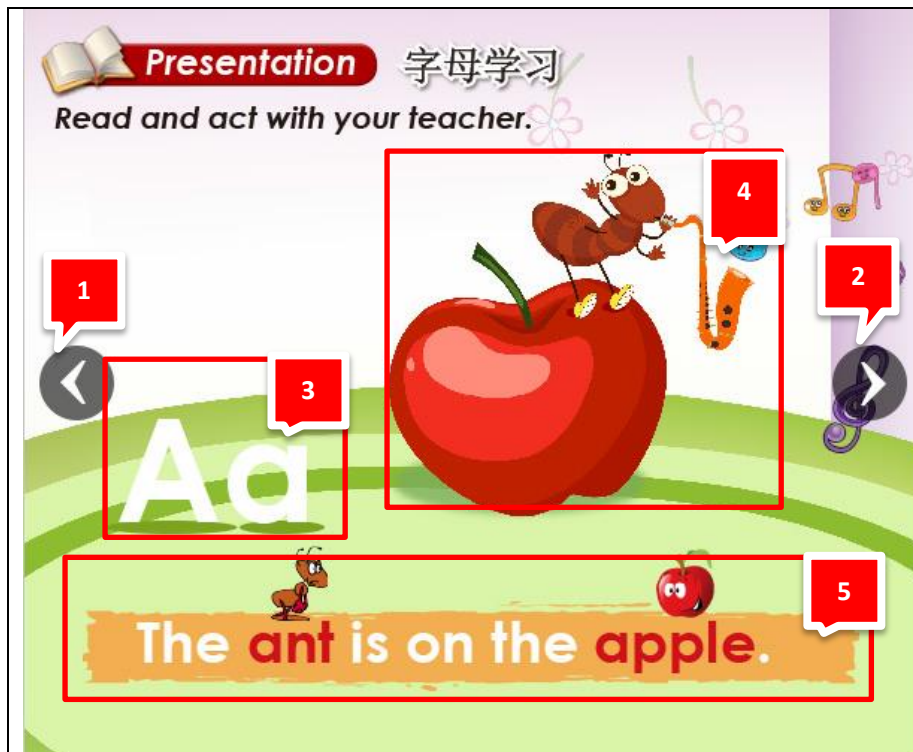 Presentation 字母学习
Read and act with your teacher.
4
1
2
3
Aa
5
The ant is on the apple.